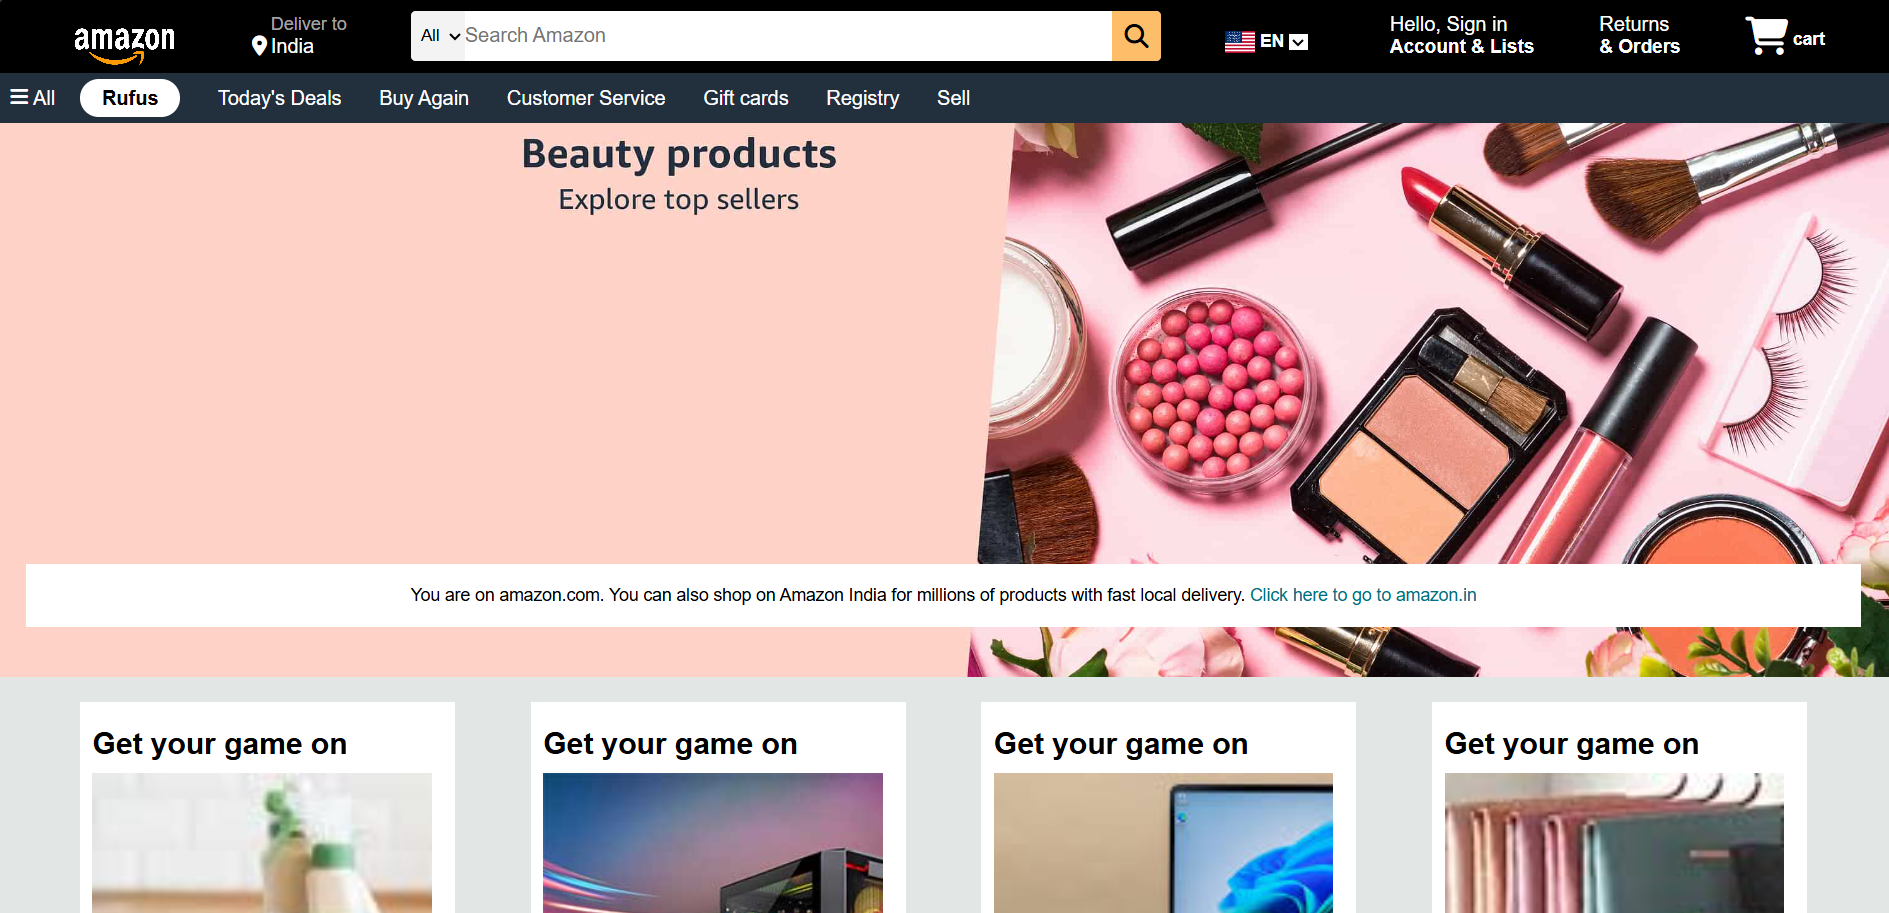 amazon
Deliver to
India
All
Search Amazon
EN
Hello, Sign in
Account & Lists
Returns
& Orders
cart
All
Rufus
Today's Deals
Buy Again
Customer Service
Gift cards
Registry
Sell
Beauty products
Explore top sellers
You are on amazon.com. You can also shop on Amazon India for millions of products with fast local delivery. Click here to go to amazon.in
Get your game on
Get your game on
Get your game on
Get your game on